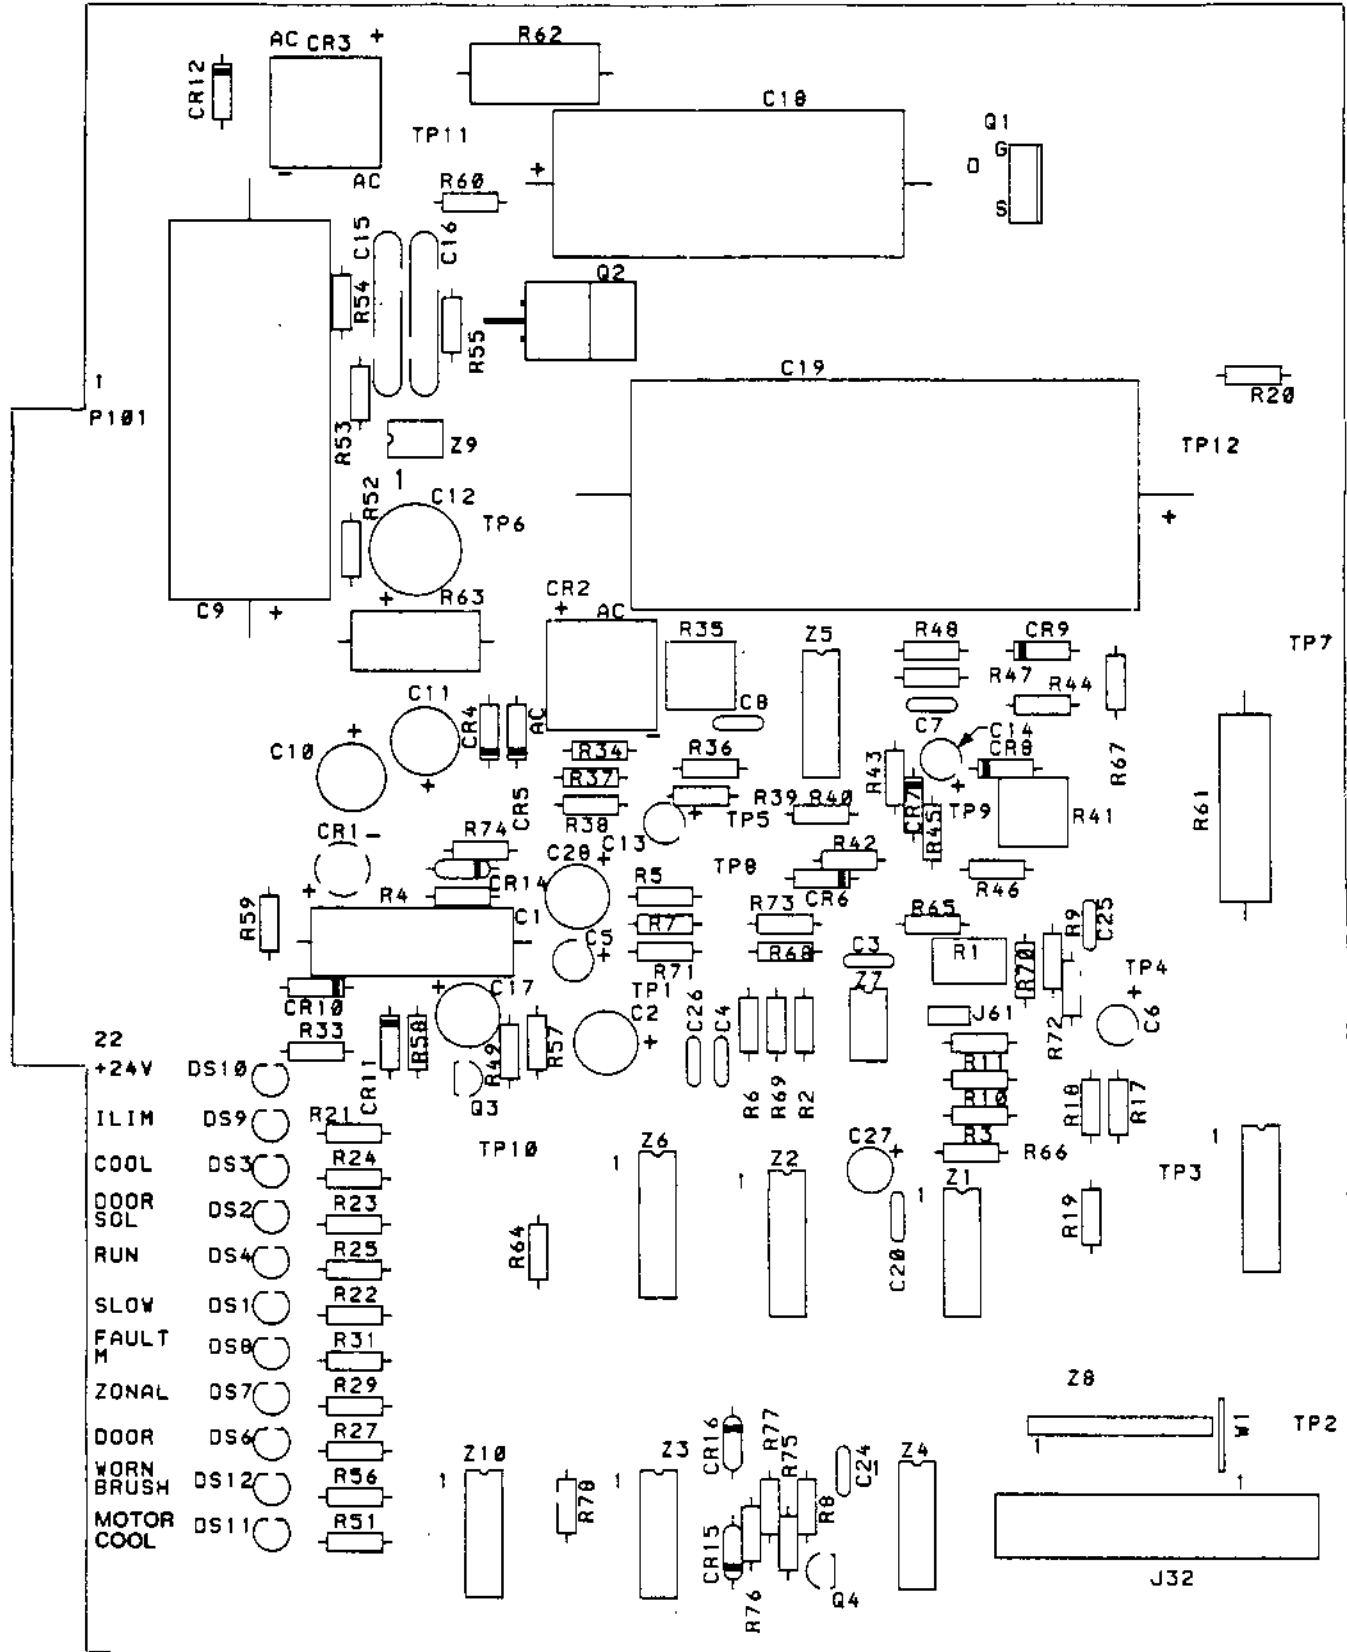 AC CR3 +
R62
CR12
C18
Q1
G
D
S
TP11
-
AC
+
R60
C15
C16
Q2
R54
R55
1
P101
C19
R20
R53
Z9
TP12
1
R52
C12
TP6
+
+
R63
CR2
+
AC
C9 +
R35
Z5
R48
CR9
TP7
R47
R44
C11
CR4
AC
C8
C7
C14
C10
+
-
R34
R36
R43
CR8
R67
+
R37
CR5
+
CR7
TP9
R41
R61
R38
C13
TP5
R39
R40
R45
CR1 -
R74
C28
+
TP8
R42
+
R4
CR14
R5
CR6
R46
R59
C1
R73
R65
R9
C25
R7
C5
+
R71
R68
C3
R1
R70
TP4
CR10
+
C17
TP1
C26
C4
Z7
+
C6
R33
R58
R49
R57
C2
+
J61
R72
22
+24V
DS10
CR11
Q3
R11
R6
R69
R2
R10
R18
R17
ILIM
DS9
R21
C27
+
R3
COOL
DS3
R24
TP10
Z6
1
Z2
1
R66
1
TP3
DOOR
SOL
DS2
R23
Z1
1
R19
RUN
DS4
R25
R64
C20
SLOW
DS1
R22
FAULT
M
DS8
R31
ZONAL
DS7
R29
Z8
DOOR
DS6
R27
CR16
R77
R75
1
W1
TP2
WORN
BRUSH
DS12
R56
Z10
1
R78
Z3
1
R8
C24
Z4
1
1
MOTOR
COOL
DS11
R51
CR15
R76
Q4
J32